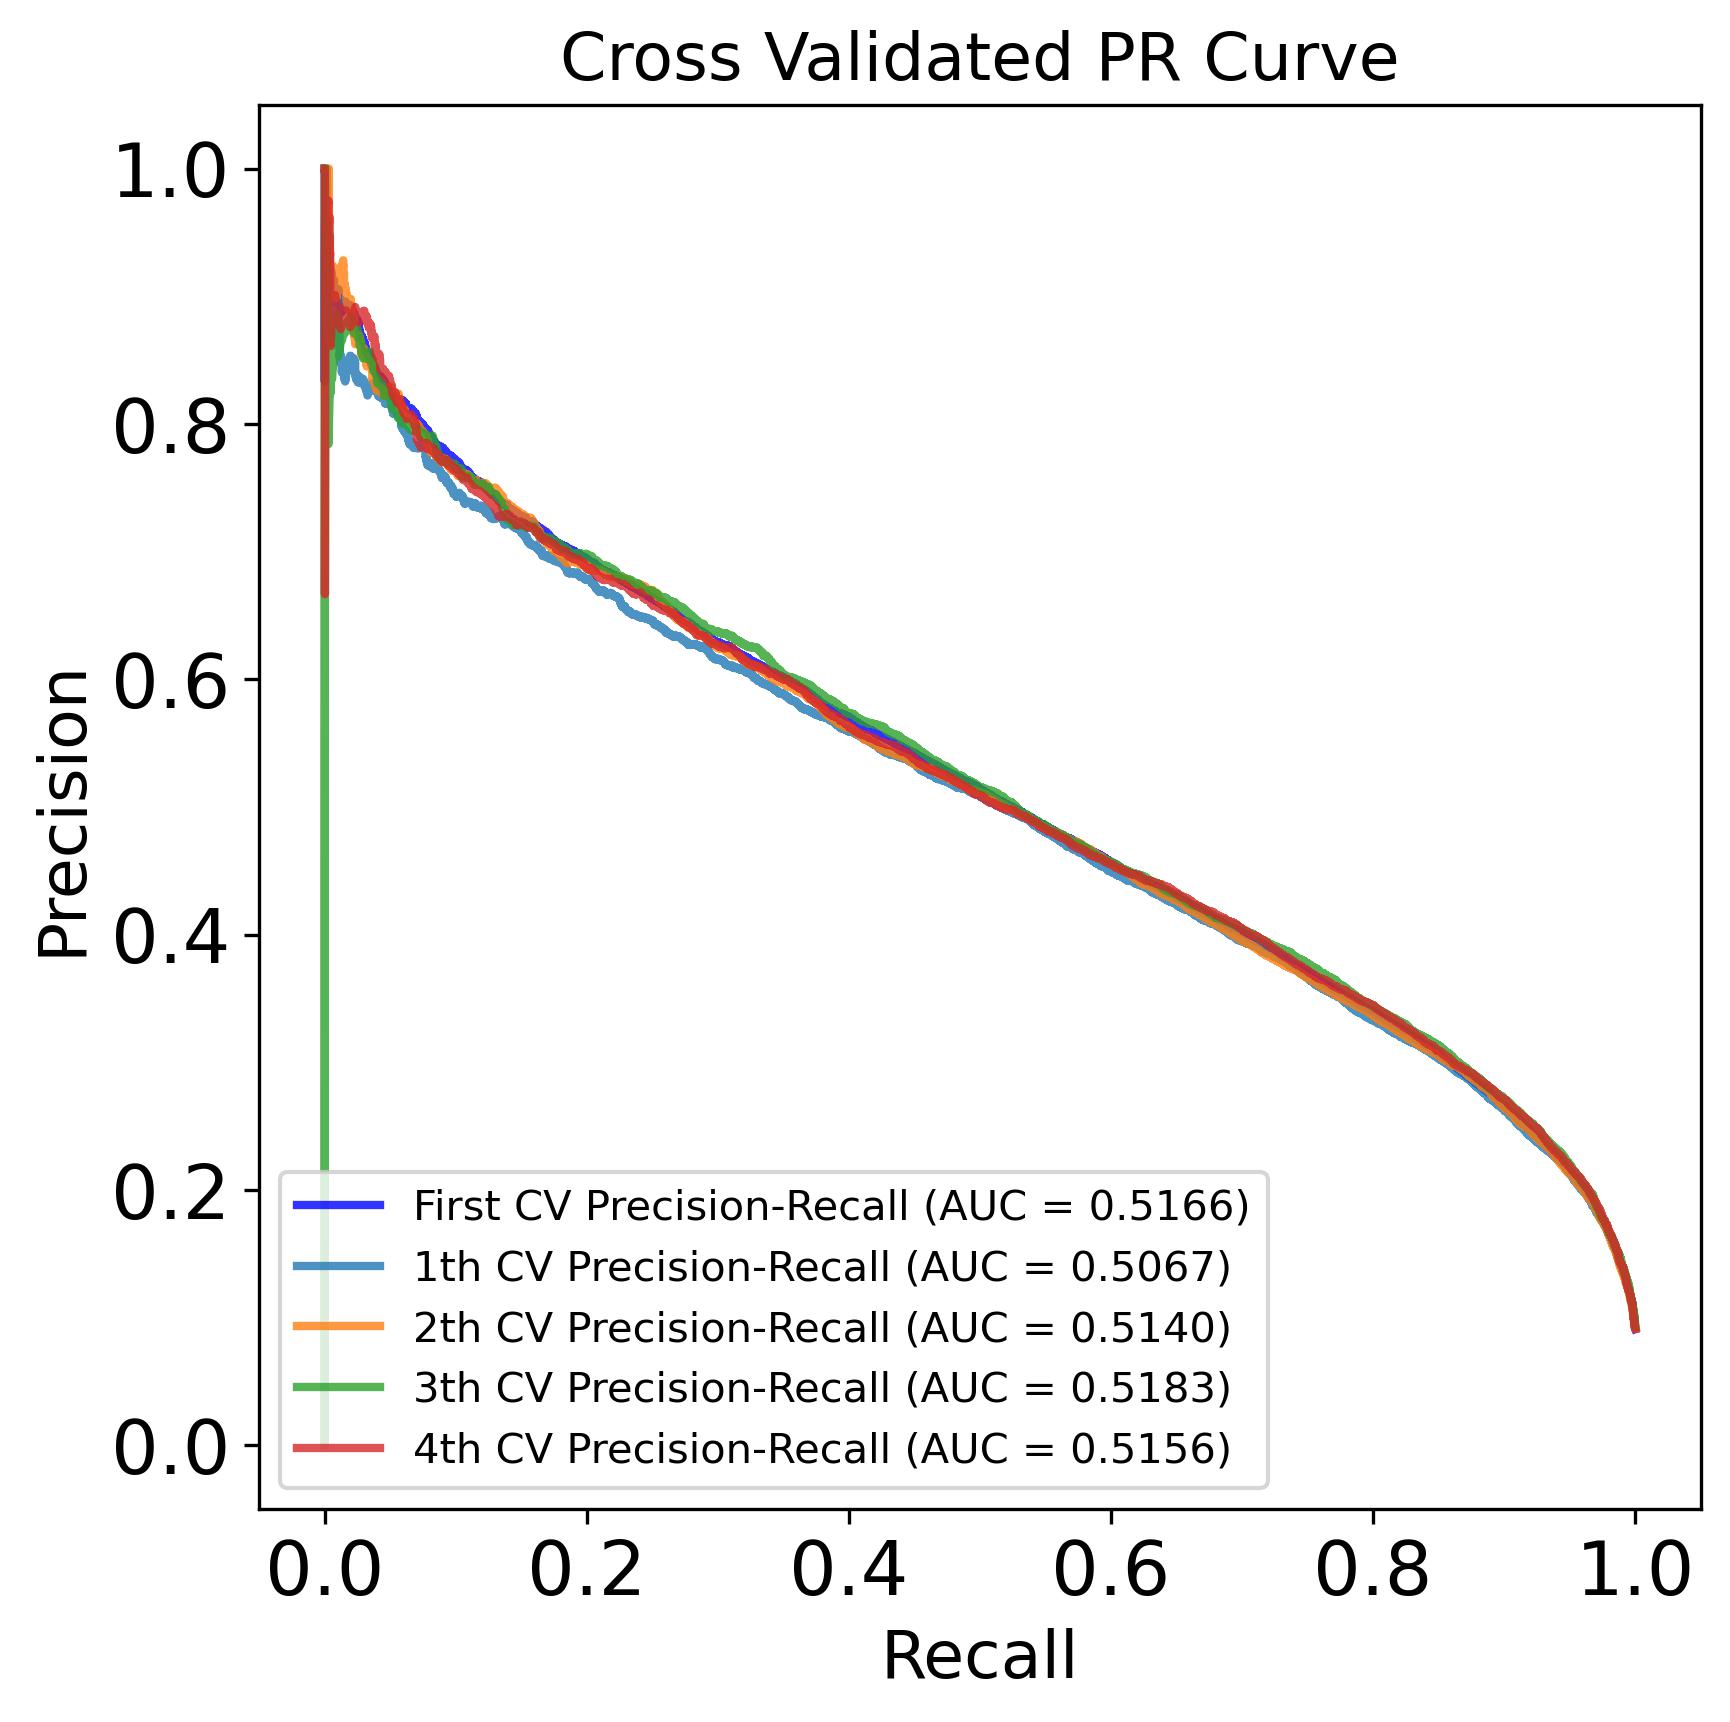 Cross Validated PR Curve
Precision
1.0
0.8
0.6
0.4
0.2
0.0
First CV Precision-Recall (AUC = 0.5166)
1th CV Precision-Recall (AUC = 0.5067)
2th CV Precision-Recall (AUC = 0.5140)
3th CV Precision-Recall (AUC = 0.5183)
4th CV Precision-Recall (AUC = 0.5156)
0.0 0.2 0.4 0.6 0.8 1.0
Recall